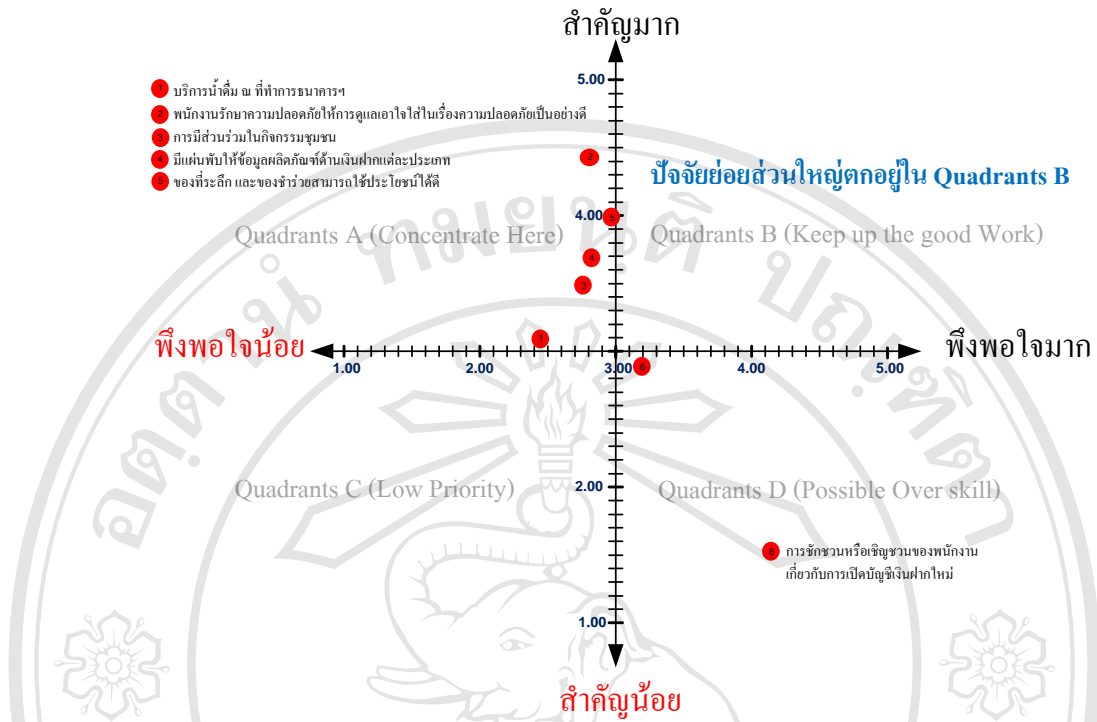 สำคัญมาก
5.00
1 บริการน้ำดื่ม ณ ที่ทำการธนาคารฯ
2 พนักงานรักษาความปลอดภัยให้การดูแลเอาใจใส่ในเรื่องความปลอดภัยเป็นอย่างดี
3 การมีส่วนร่วมในกิจกรรมชุมชน
4 มีแผ่นพับให้ข้อมูลผลิตภัณฑ์ด้านเงินฝากแต่ละประเภท
5 ของที่ระลึก และของชำร่วยสามารถใช้ประโยชน์ได้ดี
2
ปัจจัยย่อยส่วนใหญ่ตกอยู่ใน Quadrants B
4.00 5
Quadrants A (Concentrate Here) Quadrants B (Keep up the good Work)
4
3
1
พึงพอใจน้อย พึงพอใจมาก
1.00 2.00 3.00 4.00 5.00
6
2.00
Quadrants C (Low Priority) Quadrants D (Possible Over skill)
6 การชักชวนหรือเชิญชวนของพนักงาน
เกี่ยวกับการเปิดบัญชีเงินฝากใหม่
1.00
สำคัญน้อย